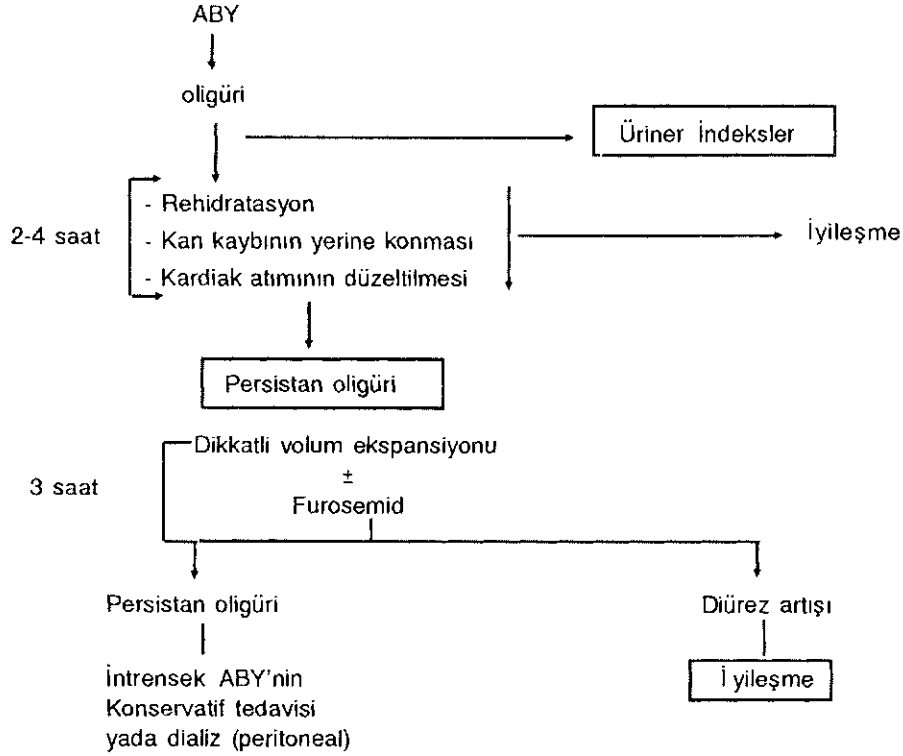 ABY
oligüri
Üriner İndeksler
2-4 saat
- Rehidratasyon
- Kan kaybının yerine konması
- Kardiak atımının düzeltilmesi
İyileşme
Persistan oligüri
3 saat
Dikkatli volum ekspansiyonu
±
Furosemid
Persistan oligüri
Diürez artışı
İntrensek ABY'nin
Konservatif tedavisi
yada dializ (peritoneal)
İyileşme